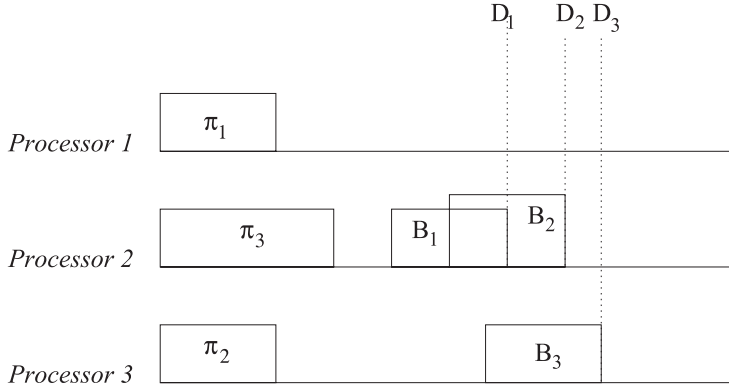 D₁ D₂ D₃
Processor 1 π₁
Processor 2 π₃ B₁ B₂
Processor 3 π₂ B₃